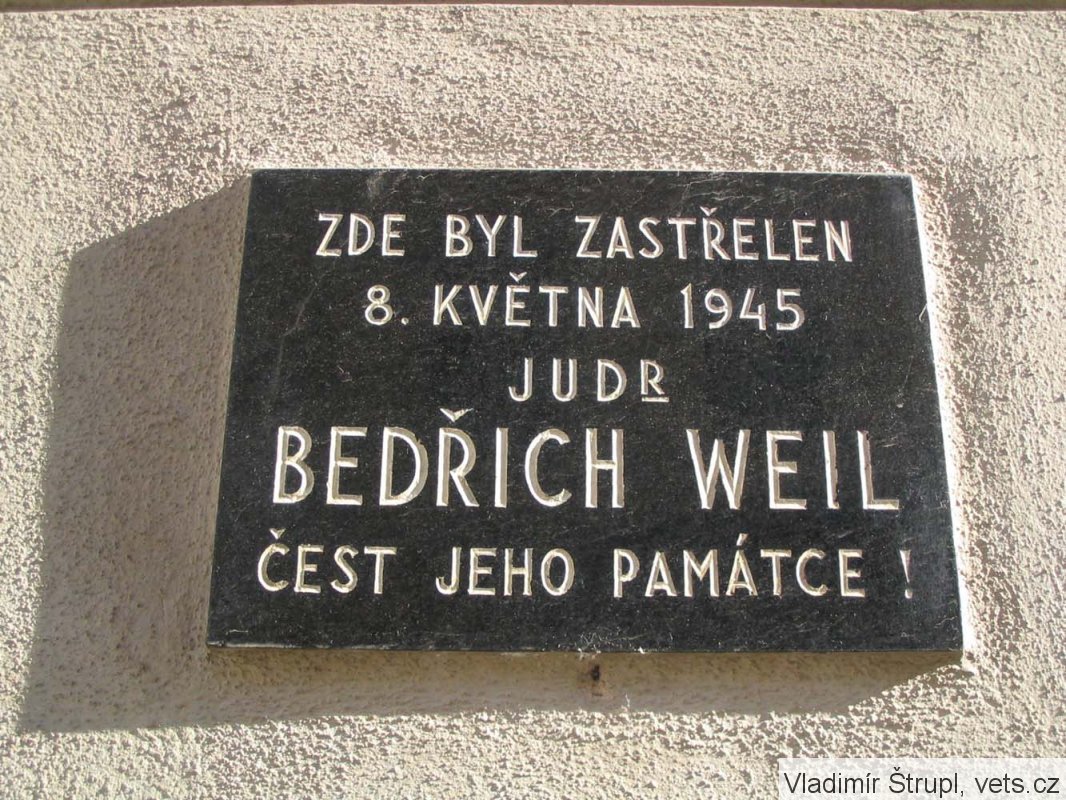 ZDE BYL ZASTŘELEN
8. KVĚTNA 1945
JUDR
BEDŘICH WEIL
ČEST JEHO PAMÁTCE !
Vladimír Štrupl, vets.cz